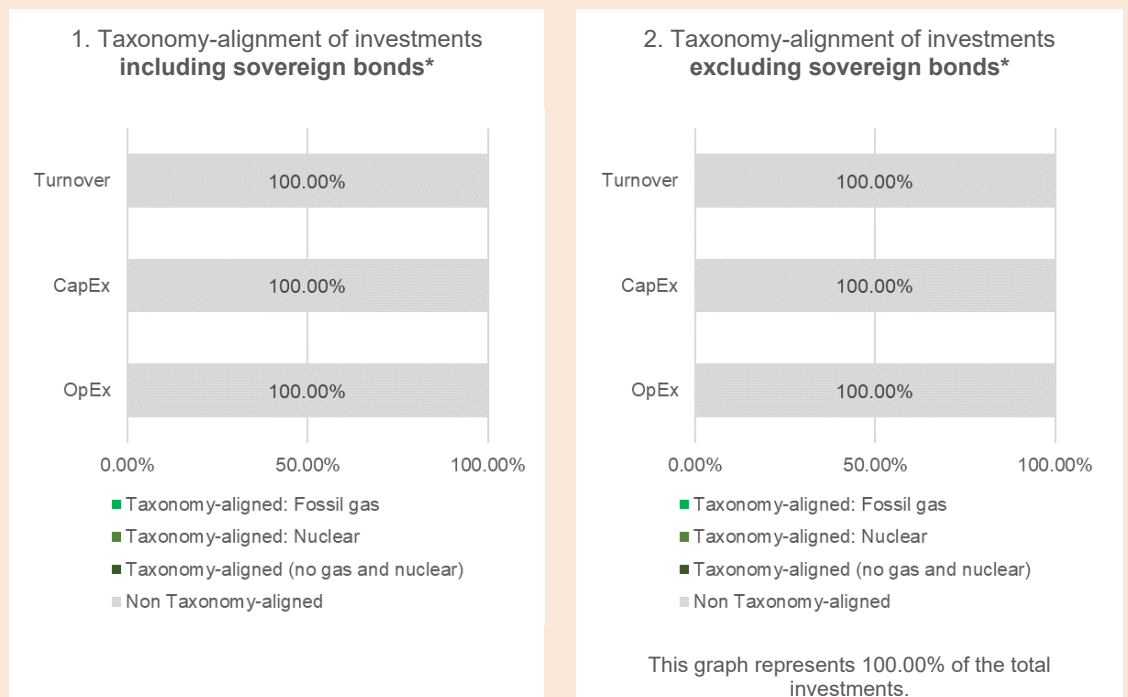 1. Taxonomy-alignment of investments
including sovereign bonds*
Turnover
100.00%
CapEx
100.00%
OpEx
100.00%
0.00% 50.00% 100.00%
Taxonomy-aligned: Fossil gas
Taxonomy-aligned: Nuclear
Taxonomy-aligned (no gas and nuclear)
Non Taxonomy-aligned
2. Taxonomy-alignment of investments
excluding sovereign bonds*
Turnover
100.00%
CapEx
100.00%
OpEx
100.00%
0.00% 50.00% 100.00%
Taxonomy-aligned: Fossil gas
Taxonomy-aligned: Nuclear
Taxonomy-aligned (no gas and nuclear)
Non Taxonomy-aligned
This graph represents 100.00% of the total
investments.